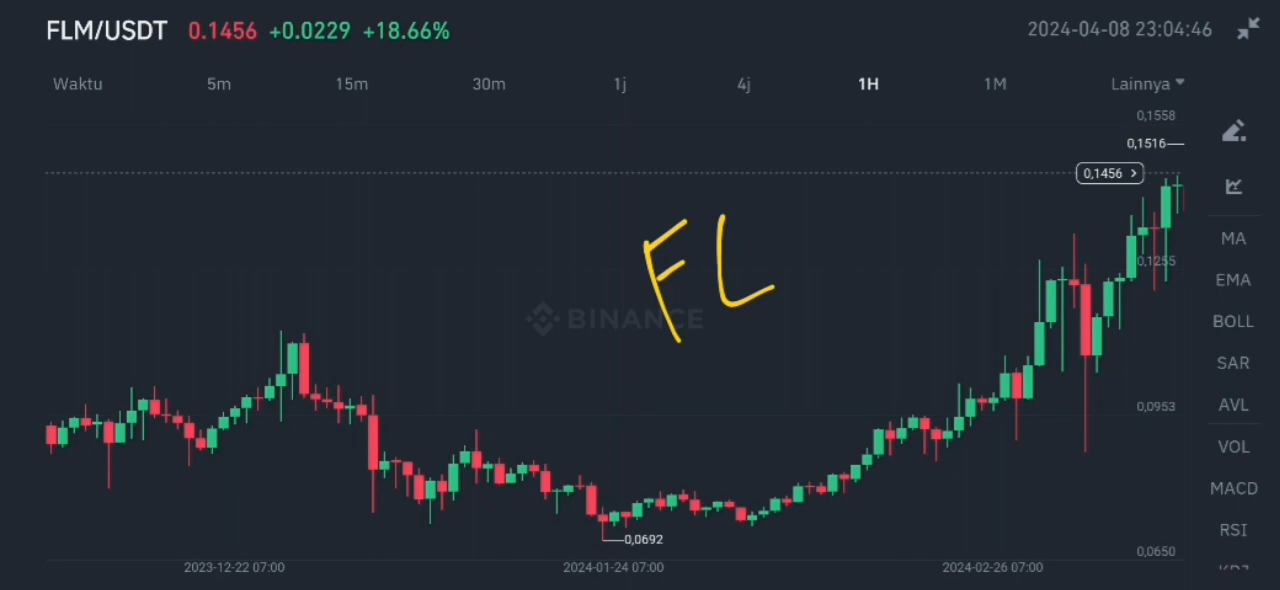 FLM/USDT 0.1456 +0.0229 +18.66% 2024-04-08 23:04:46
Waktu 5m 15m 30m 1j 4j 1H 1M Lainnya
0,1558
0,1516
0,1456
FL
MA
0,1255
EMA
BINANCE
BOLL
SAR
0,0953
AVL
VOL
MACD
RSI
0,0692
0,0650
2023-12-22 07:00 2024-01-24 07:00 2024-02-26 07:00